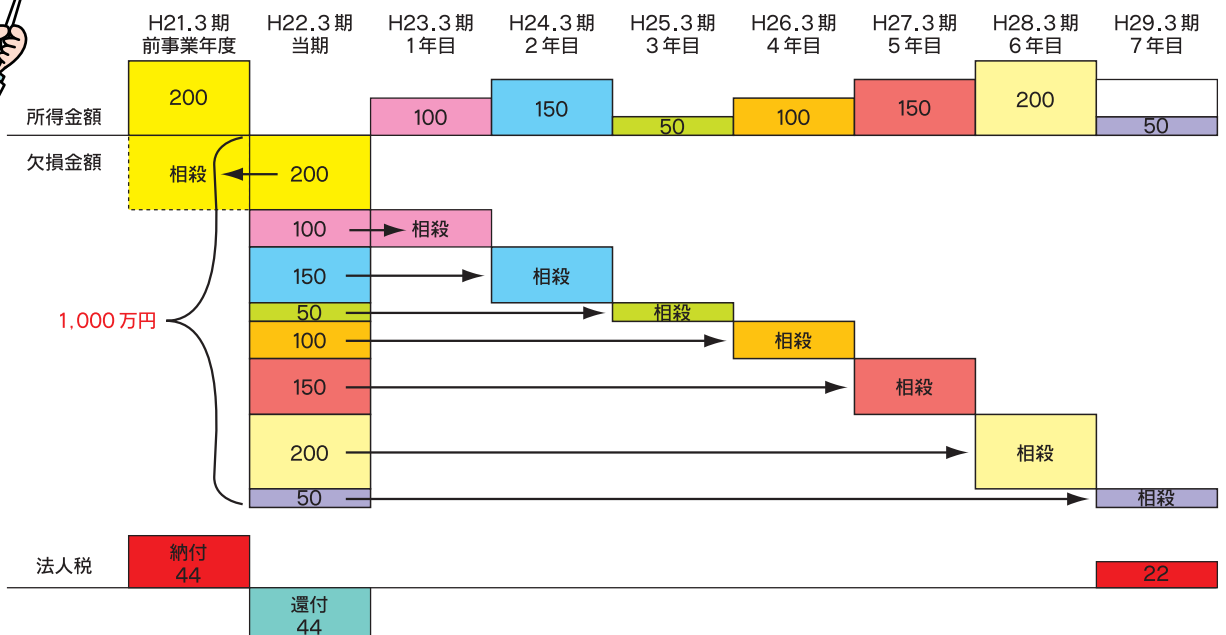 H21.3期 H22.3期 H23.3期 H24.3期 H25.3期 H26.3期 H27.3期 H28.3期 H29.3期
前事業年度 当期 1年目 2年目 3年目 4年目 5年目 6年目 7年目
所得金額 200 100 150 50 100 150 200 50
欠損金額 相殺 200
100 相殺
150 相殺
50 相殺
1,000万円
100 相殺
150 相殺
200 相殺
50 相殺
法人税 納付 22
44
還付
44